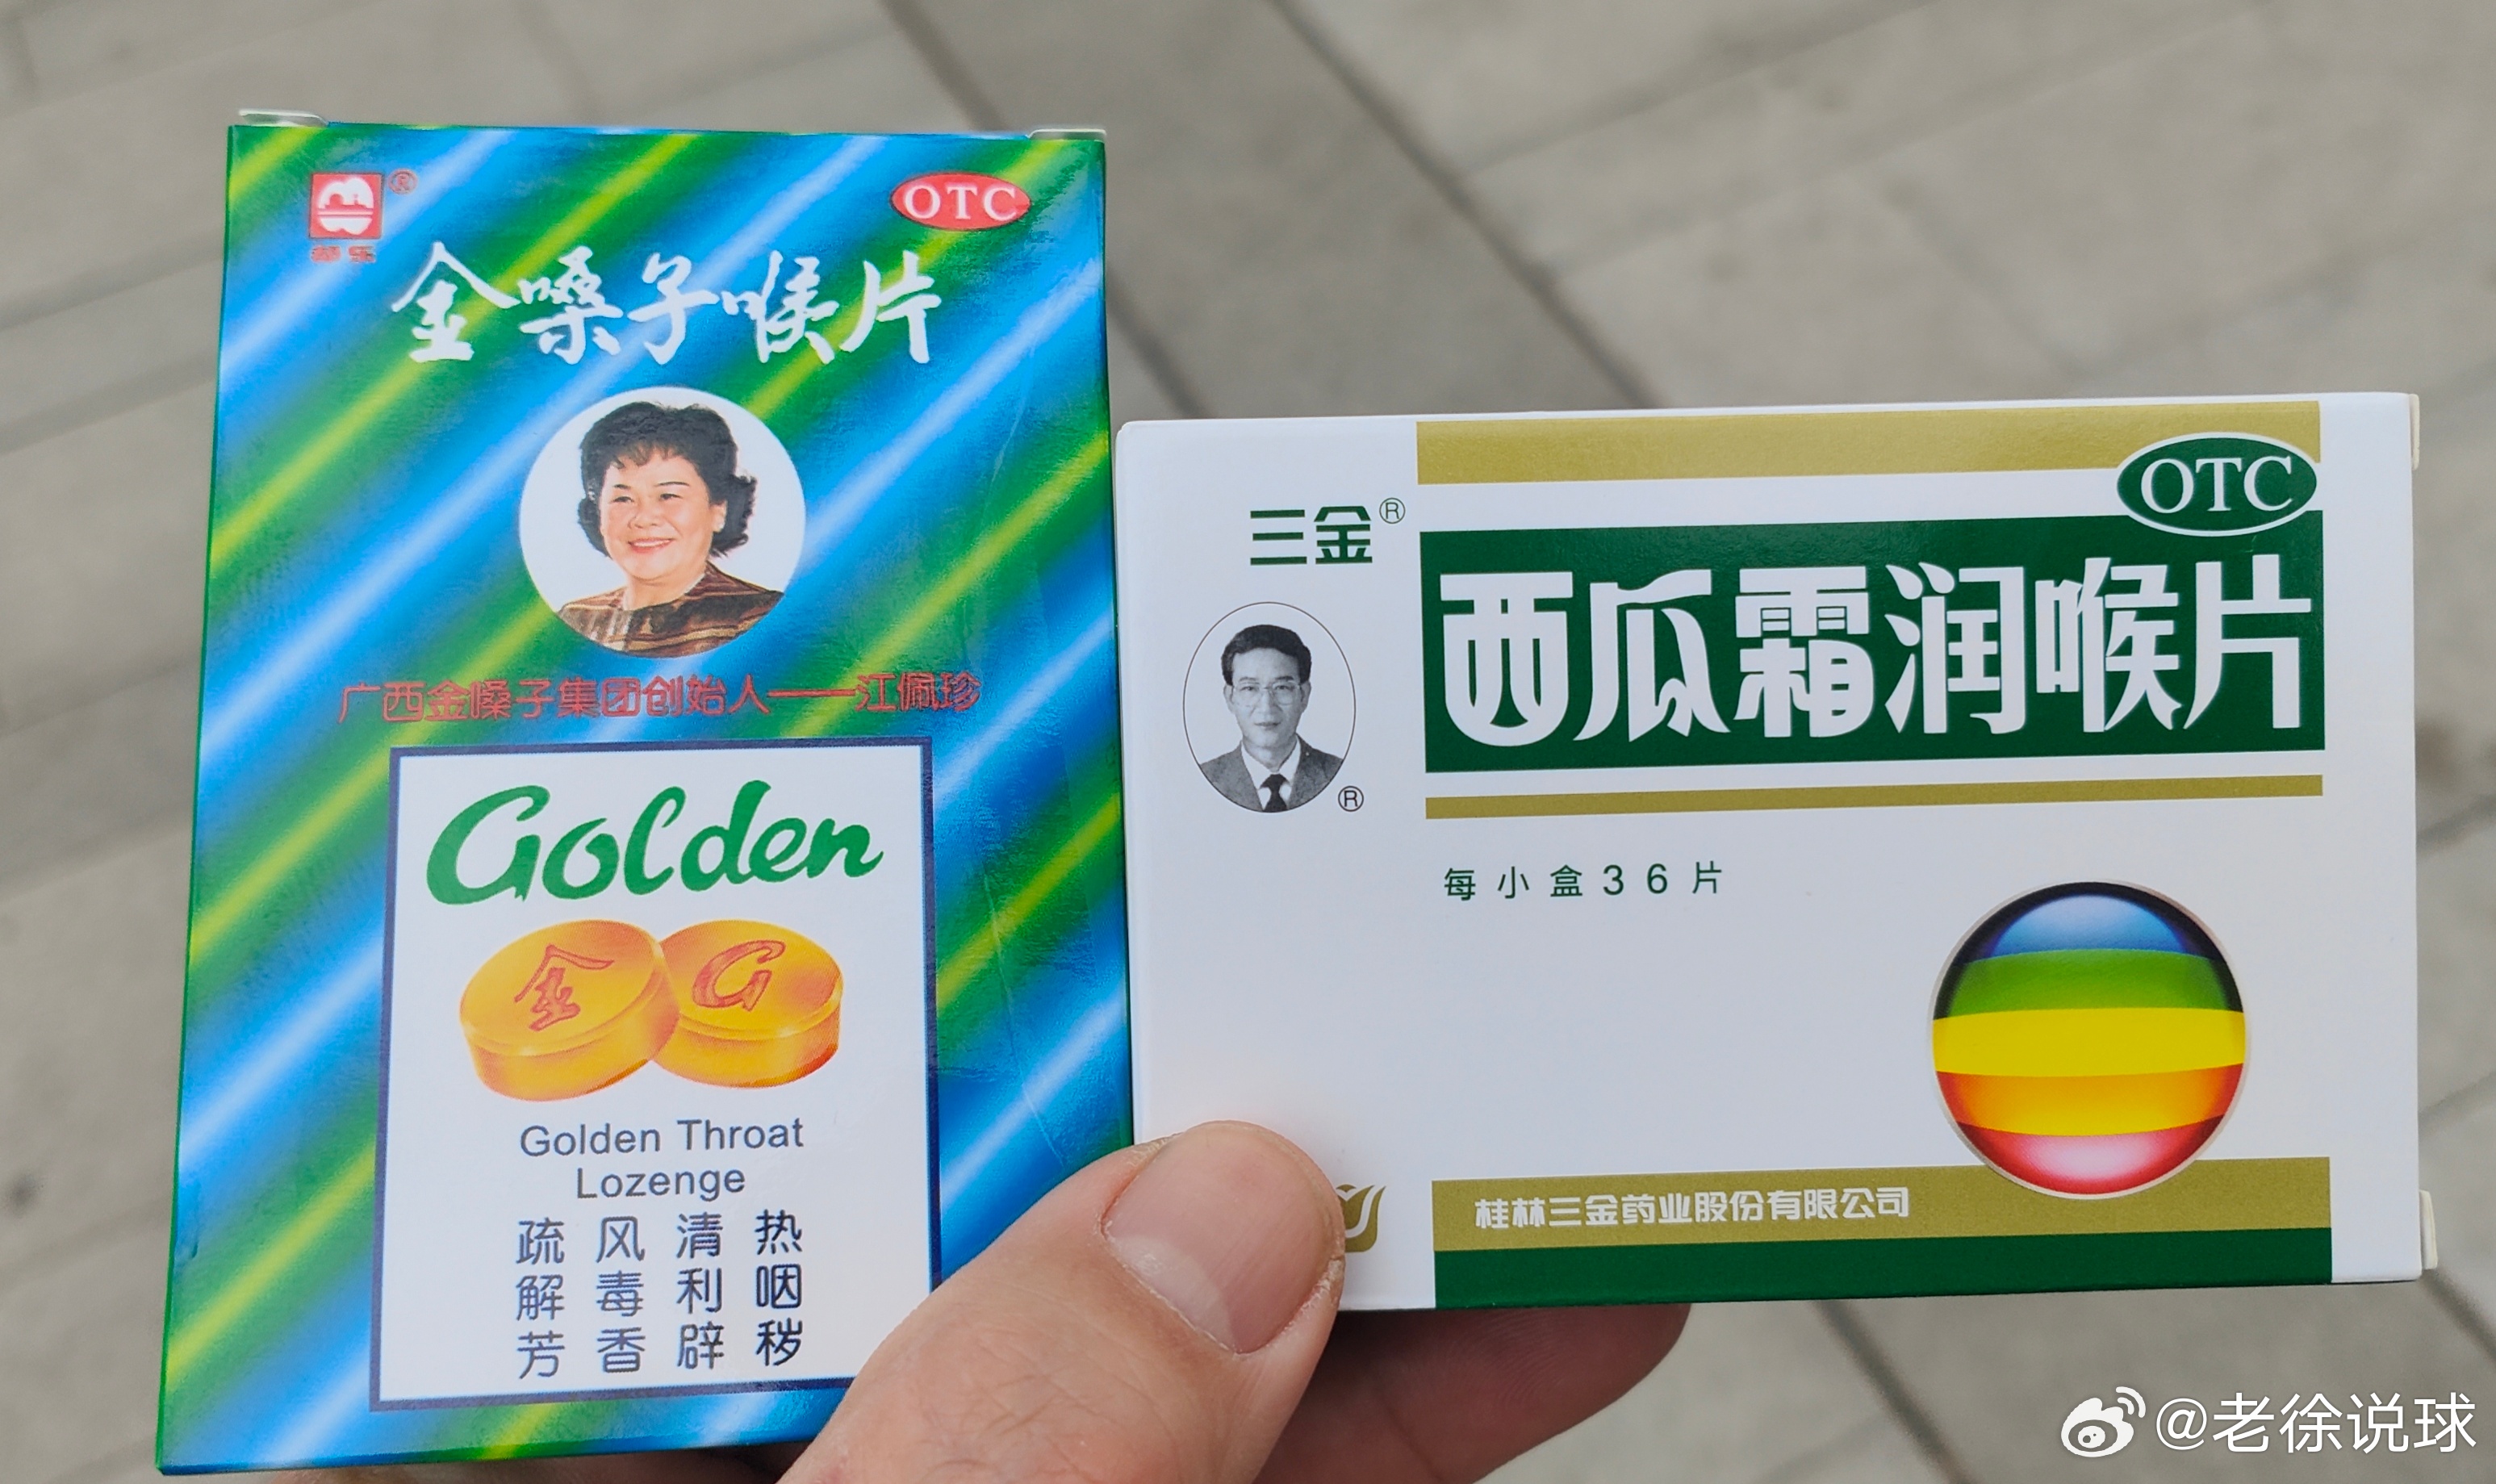 都乐®
OTC
金嗓子喉片
广西金嗓子集团创始人——江佩珍
Golden
金 G
Golden Throat
Lozenge
疏风清热
解毒利咽
芳香辟秽
三金®
OTC
西瓜霜润喉片
®
每小盒36片
桂林三金药业股份有限公司
@老徐说球